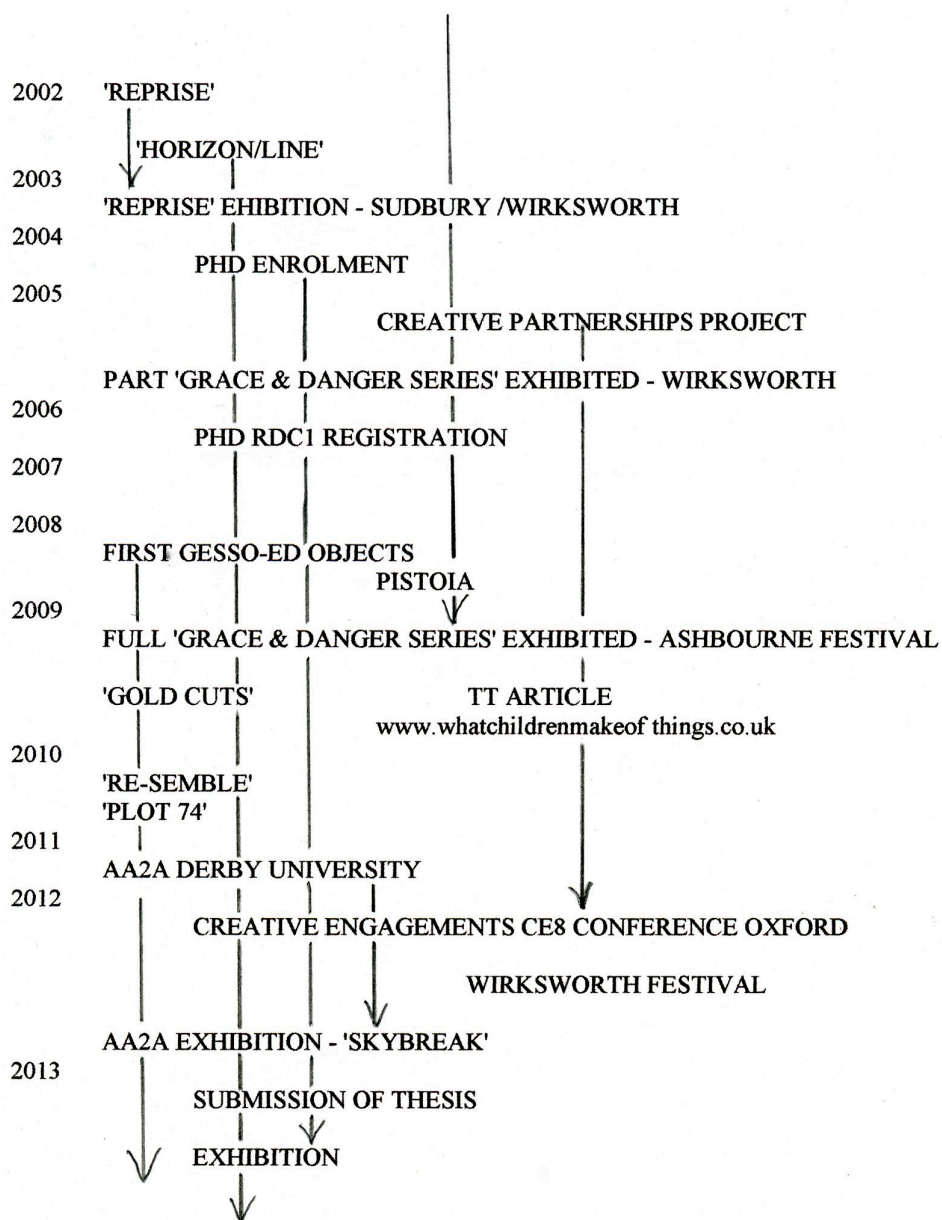 2002 'REPRISE'
'HORIZON/LINE'
2003
'REPRISE' EHIBITION - SUDBURY /WIRKSWORTH
2004
PHD ENROLMENT
2005
CREATIVE PARTNERSHIPS PROJECT
PART 'GRACE & DANGER SERIES' EXHIBITED - WIRKSWORTH
2006
PHD RDC1 REGISTRATION
2007
2008
FIRST GESSO-ED OBJECTS
PISTOIA
2009
FULL 'GRACE & DANGER SERIES' EXHIBITED - ASHBOURNE FESTIVAL
'GOLD CUTS' TT ARTICLE
www.whatchildrenmakeof things.co.uk
2010
'RE-SEMBLE'
'PLOT 74'
2011
AA2A DERBY UNIVERSITY
2012
CREATIVE ENGAGEMENTS CE8 CONFERENCE OXFORD
WIRKSWORTH FESTIVAL
AA2A EXHIBITION - 'SKYBREAK'
2013
SUBMISSION OF THESIS
EXHIBITION